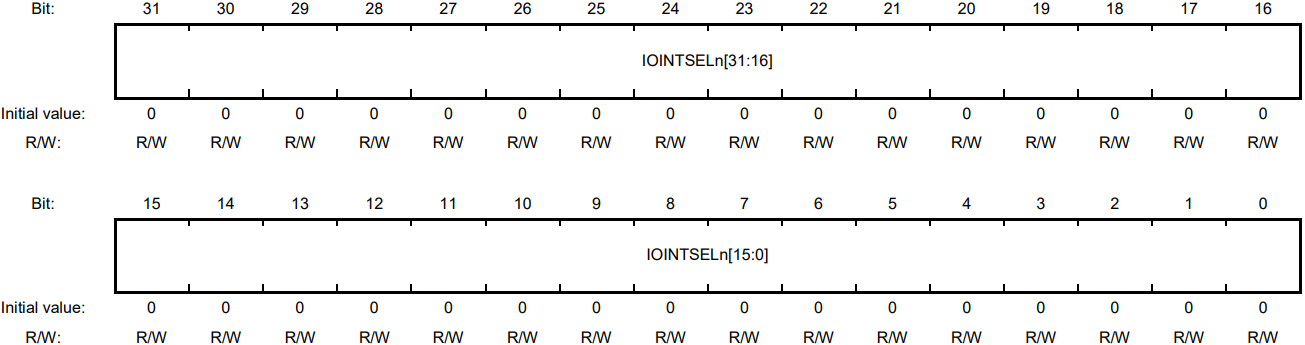 Bit: 31 30 29 28 27 26 25 24 23 22 21 20 19 18 17 16
IOINTSELn[31:16]
Initial value: 0 0 0 0 0 0 0 0 0 0 0 0 0 0 0 0
R/W: R/W R/W R/W R/W R/W R/W R/W R/W R/W R/W R/W R/W R/W R/W R/W R/W
Bit: 15 14 13 12 11 10 9 8 7 6 5 4 3 2 1 0
IOINTSELn[15:0]
Initial value: 0 0 0 0 0 0 0 0 0 0 0 0 0 0 0 0
R/W: R/W R/W R/W R/W R/W R/W R/W R/W R/W R/W R/W R/W R/W R/W R/W R/W